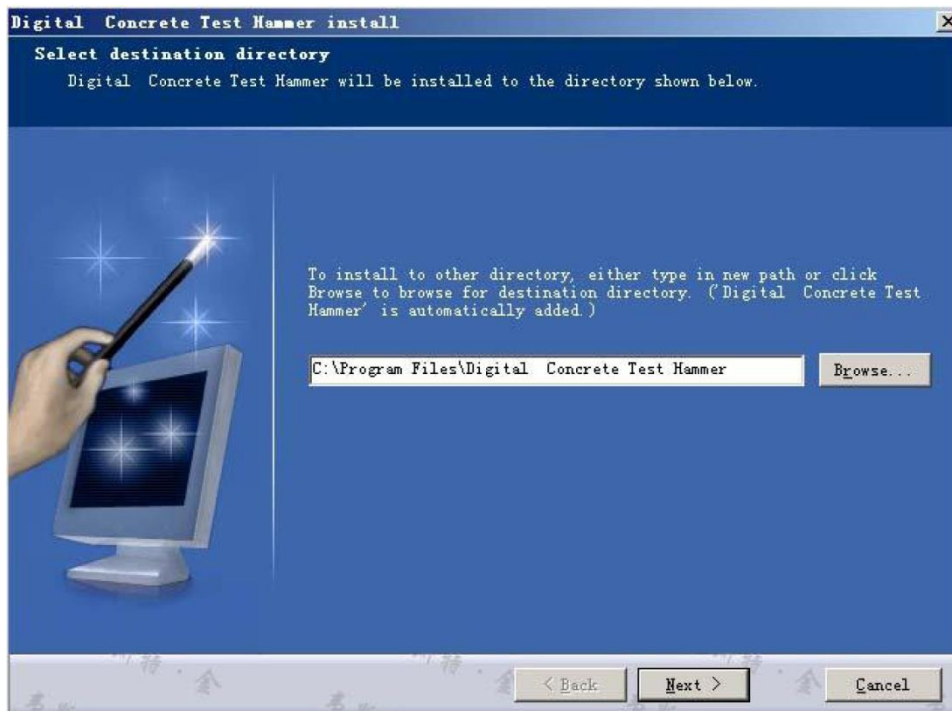 Digital  Concrete Test Hammer install
Select destination directory
Digital  Concrete Test Hammer will be installed to the directory shown below.
To install to other directory, either type in new path or click
Browse to browse for destination directory. ('Digital  Concrete Test
Hammer' is automatically added.)
C:\Program Files\Digital  Concrete Test Hammer
Browse...
< Back
Next >
Cancel